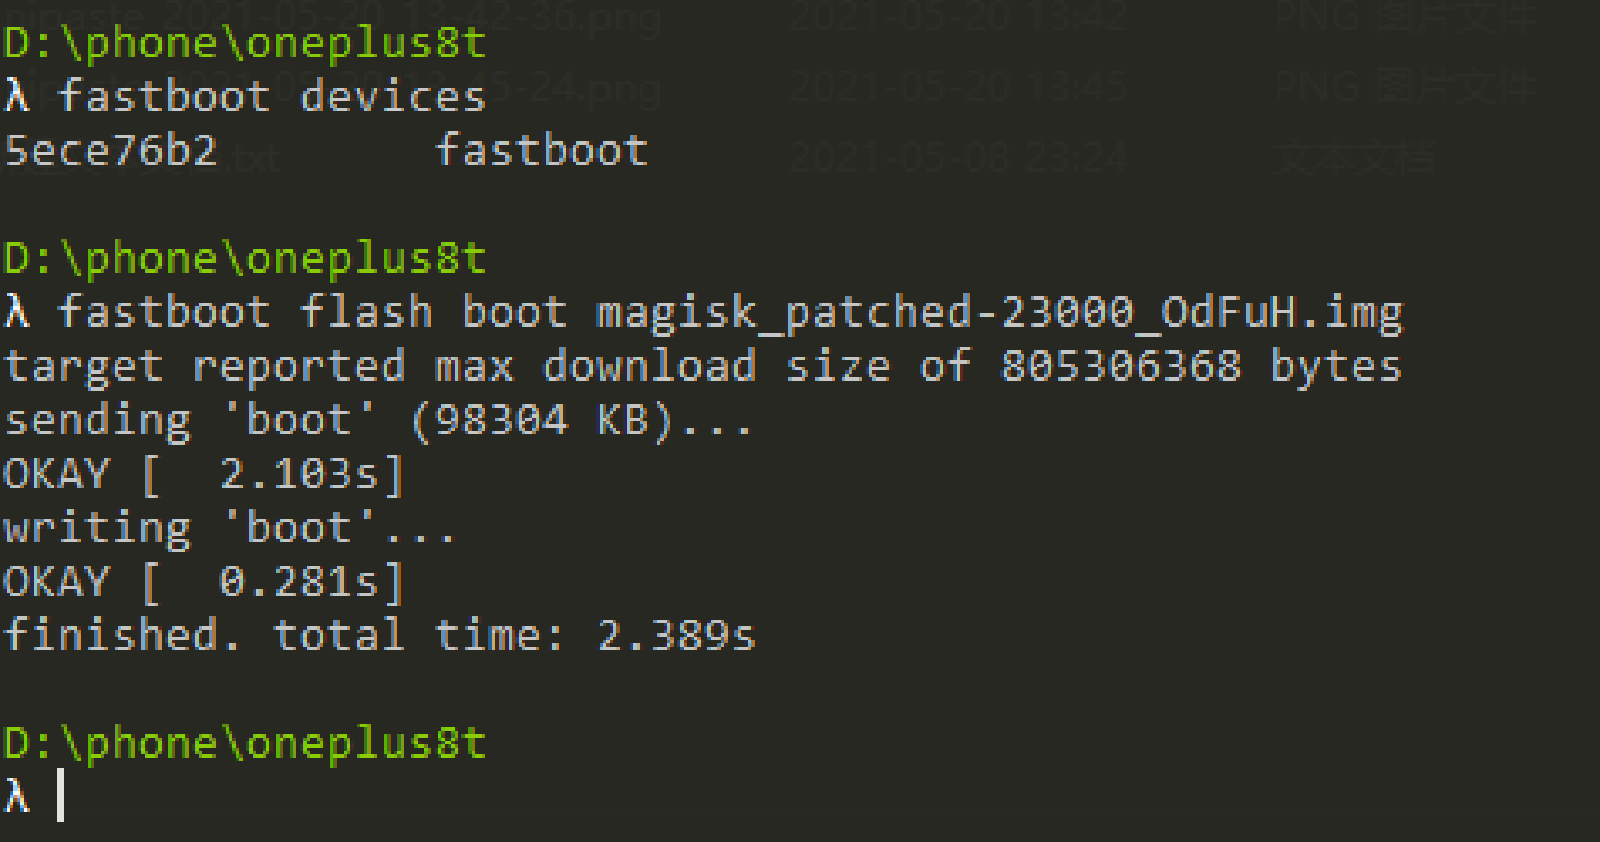 D:\phone\oneplus8t
λ fastboot devices
5ece76b2        fastboot
D:\phone\oneplus8t
λ fastboot flash boot magisk_patched-23000_OdFuH.img
target reported max download size of 805306368 bytes
sending 'boot' (98304 KB)...
OKAY [  2.103s]
writing 'boot'...
OKAY [  0.281s]
finished. total time: 2.389s
D:\phone\oneplus8t
λ